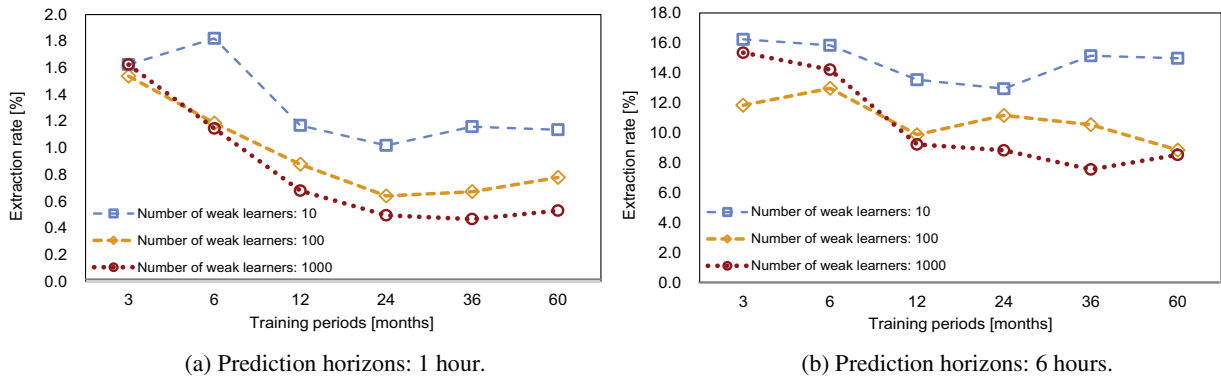 2.0
1.8
1.6
1.4
1.2
1.0
0.8
0.6
0.4
0.2
0.0
Extraction rate [%]
Number of weak learners: 10
Number of weak learners: 100
Number of weak learners: 1000
3 6 12 24 36 60
Training periods [months]
(a) Prediction horizons: 1 hour.
18.0
16.0
14.0
12.0
10.0
8.0
6.0
4.0
2.0
0.0
Extraction rate [%]
Number of weak learners: 10
Number of weak learners: 100
Number of weak learners: 1000
3 6 12 24 36 60
Training periods [months]
(b) Prediction horizons: 6 hours.